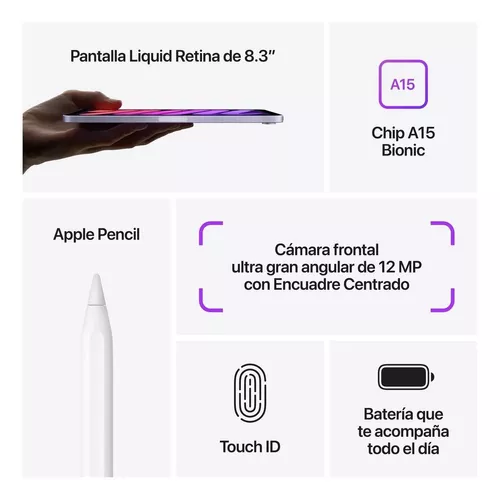 Pantalla Liquid Retina de 8.3”
A15
Chip A15
Bionic
Apple Pencil
Cámara frontal
ultra gran angular de 12 MP
con Encuadre Centrado
Touch ID
Batería que
te acompaña
todo el día